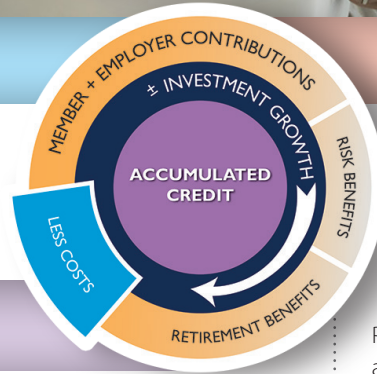 MEMBER + EMPLOYER CONTRIBUTIONS
± INVESTMENT GROWTH
ACCUMULATED
CREDIT
RISK BENEFITS
LESS COSTS
RETIREMENT BENEFITS